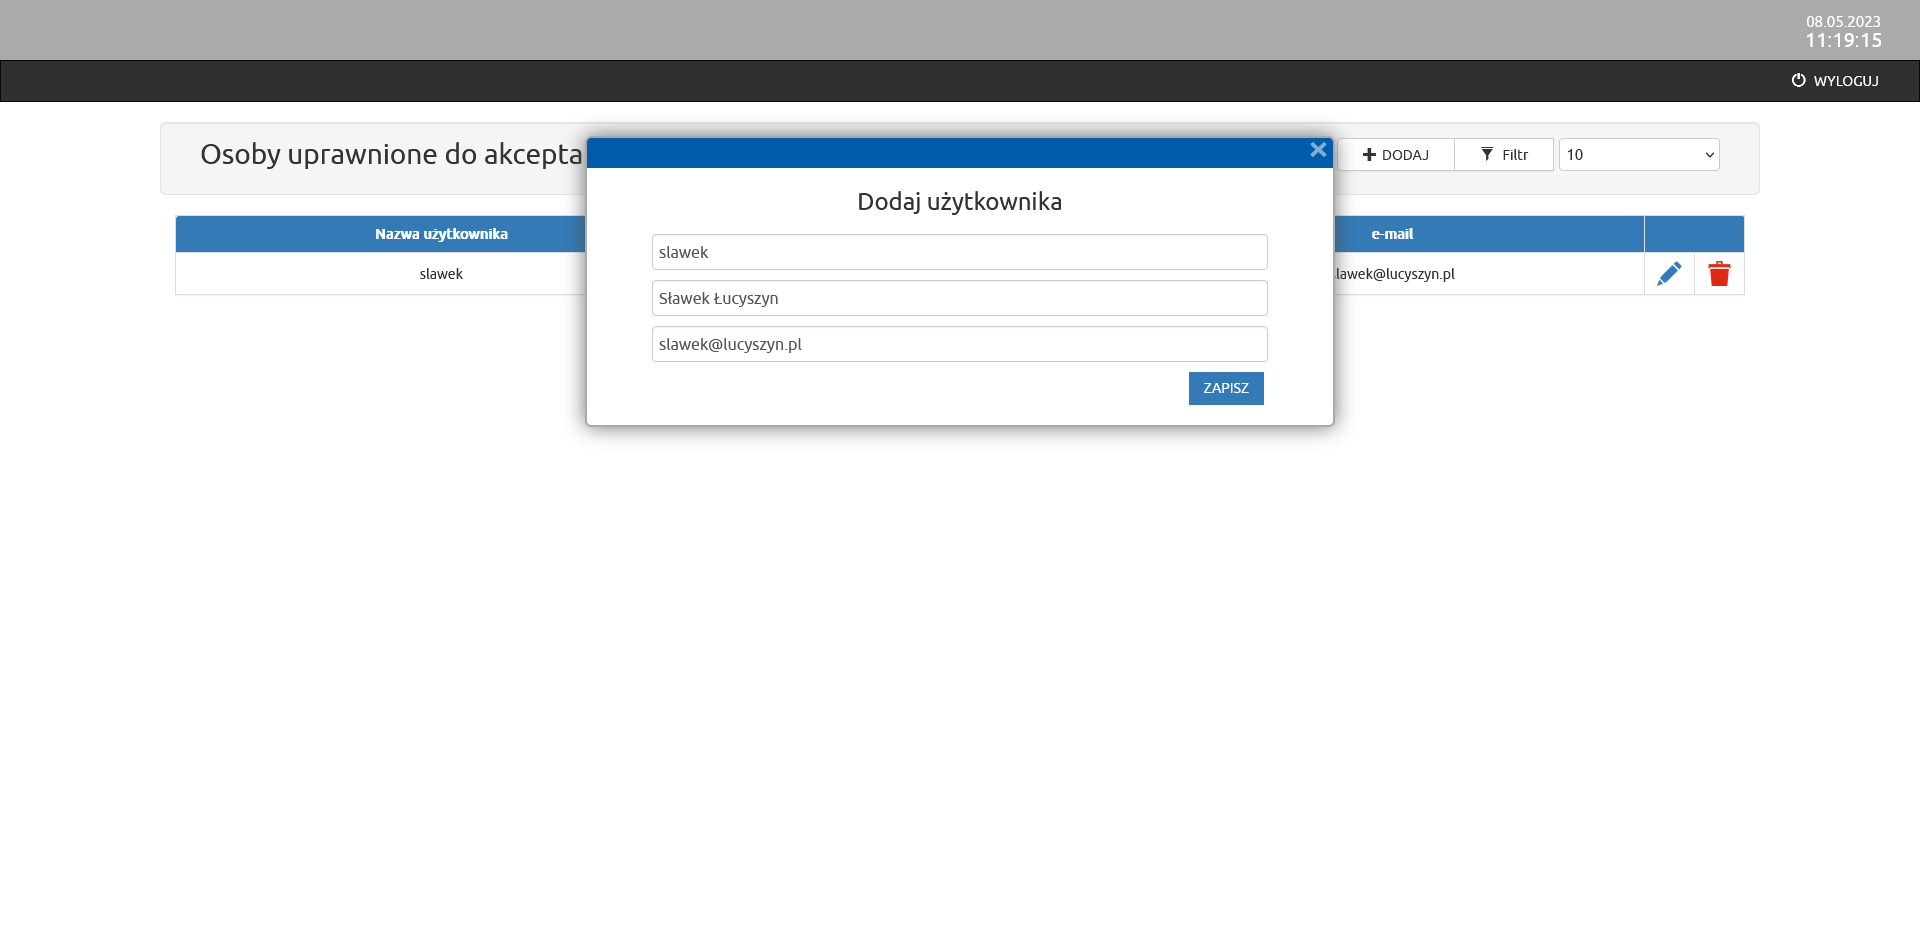 08.05.2023
11:19:15
WYLOGUJ
Osoby uprawnione do akcepta
DODAJ
Filtr
10
Dodaj użytkownika
Nazwa użytkownika
e-mail
slawek
lawek@lucyszyn.pl
slawek
Sławek Łucyszyn
slawek@lucyszyn.pl
ZAPISZ